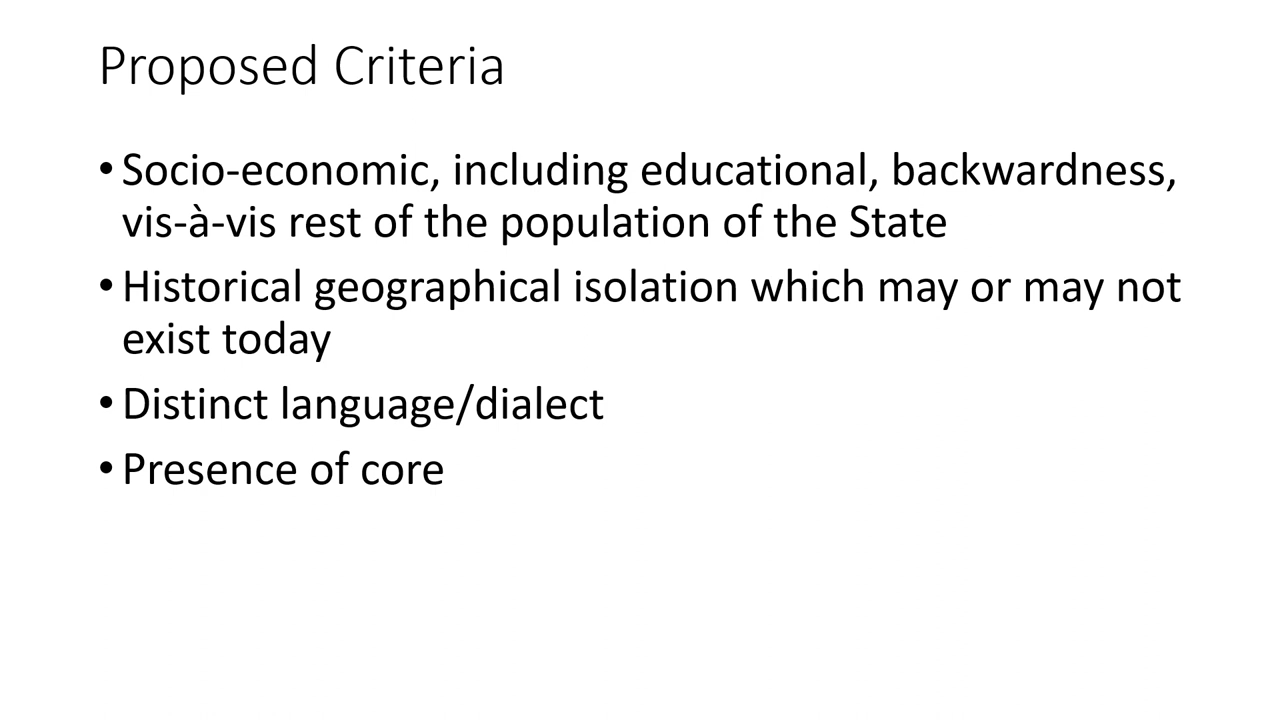 Proposed Criteria
• Socio-economic, including educational, backwardness,
vis-à-vis rest of the population of the State
• Historical geographical isolation which may or may not
exist today
• Distinct language/dialect
• Presence of core